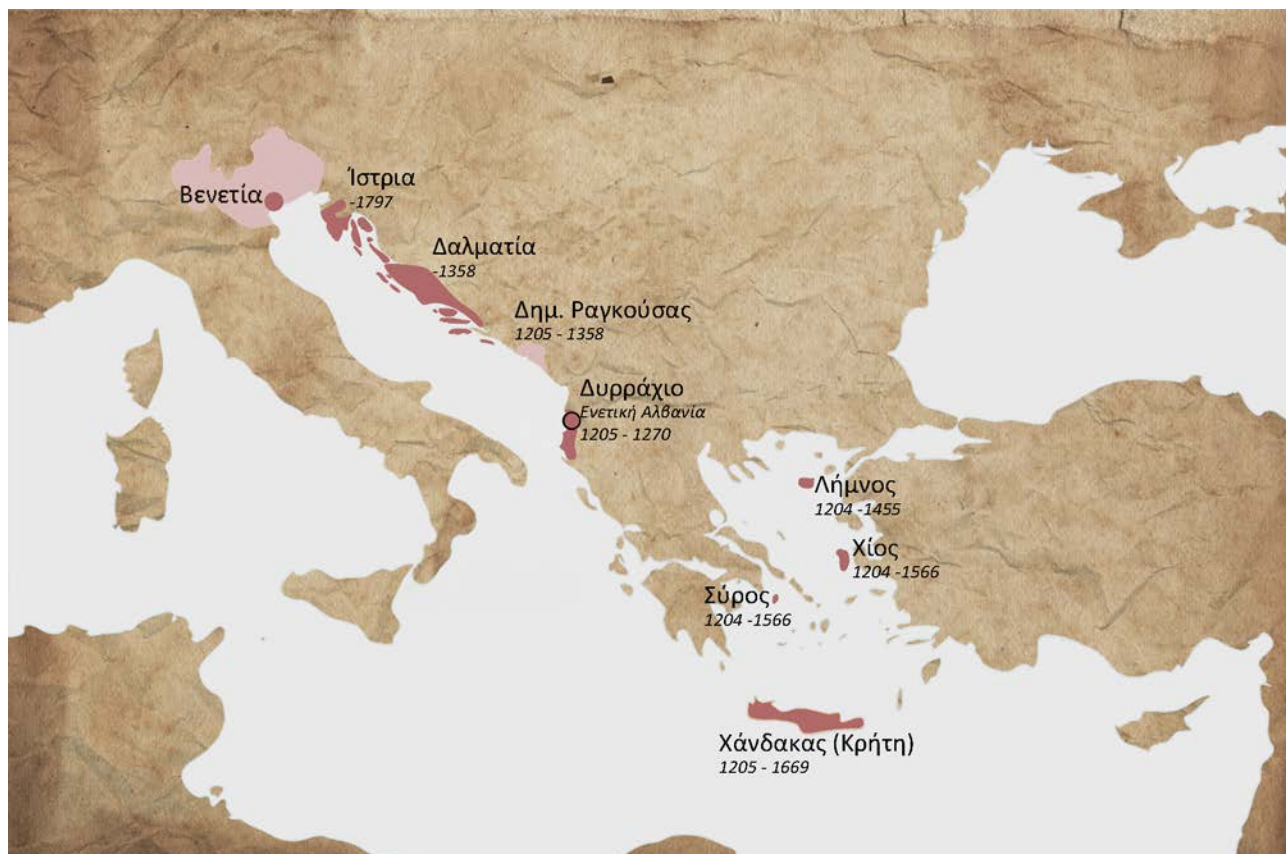 Βενετία
Ίστρια
-1797
Δαλματία
-1358
Δημ. Ραγκούσας
1205 - 1358
Δυρράχιο
Ενετική Αλβανία
1205 - 1270
Λήμνος
1204 -1455
Χίος
1204 -1566
Σύρος
1204 -1566
Χάνδακας (Κρήτη)
1205 - 1669